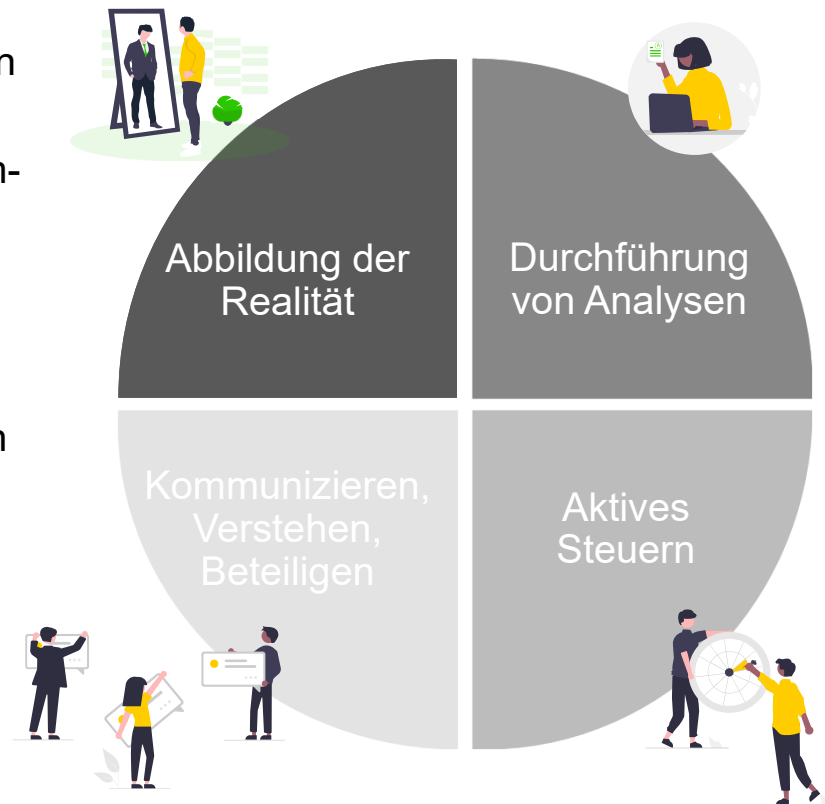 n
n-
n
Abbildung der
Realität
Durchführung
von Analysen
Kommunizieren,
Verstehen,
Beteiligen
Aktives
Steuern